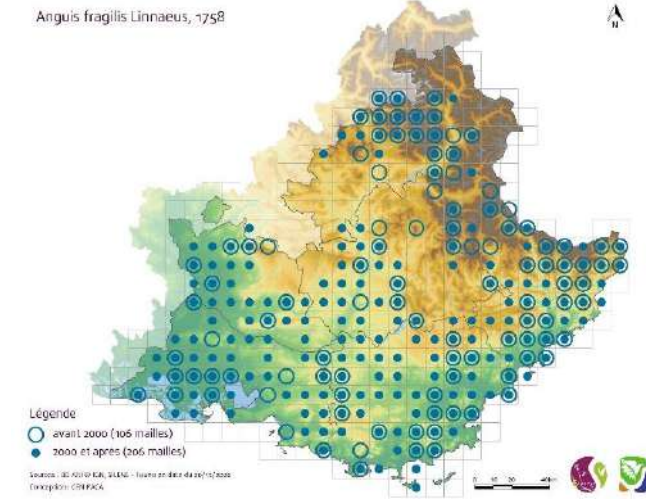 Anguis fragilis Linnaeus, 1758
N
Légende
avant 2000 (106 mailles)
2000 et après (206 mailles)
Conception : CEN PACA